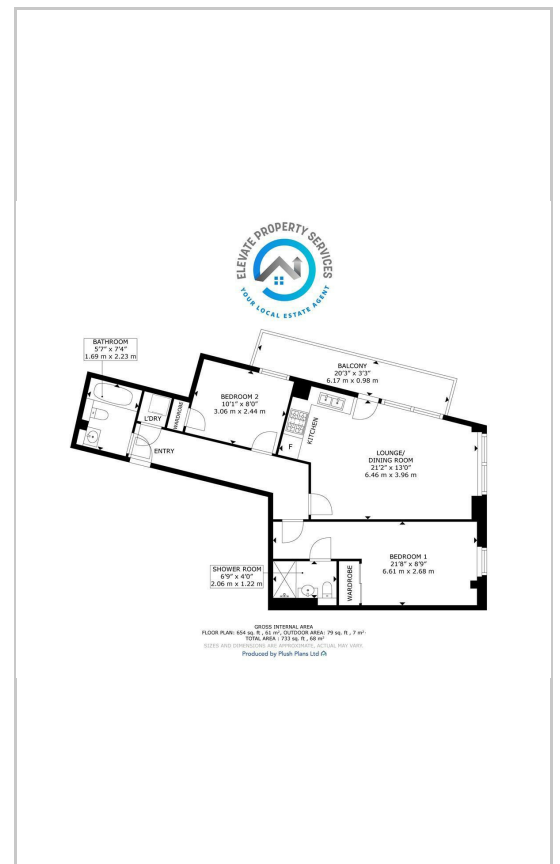 ELEVATE PROPERTY SERVICES
YOUR LOCAL ESTATE AGENT
BATHROOM
5'7" x 7'4"
1.69 m x 2.23 m
BALCONY
20'3" x 3'3"
6.17 m x 0.98 m
BEDROOM 2
10'1" x 8'0"
3.06 m x 2.44 m
WARDROBE
L'DRY
ENTRY
KITCHEN
F
LOUNGE/
DINING ROOM
21'2" x 13'0"
6.46 m x 3.96 m
BEDROOM 1
21'8" x 8'9"
6.61 m x 2.68 m
SHOWER ROOM
6'9" x 4'0"
2.06 m x 1.22 m
WARDROBE
GROSS INTERNAL AREA
FLOOR PLAN: 654 sq. ft , 61 m², OUTDOOR AREA: 79 sq. ft , 7 m²
TOTAL AREA : 733 sq. ft , 68 m²
SIZES AND DIMENSIONS ARE APPROXIMATE, ACTUAL MAY VARY.
Produced by Plush Plans Ltd